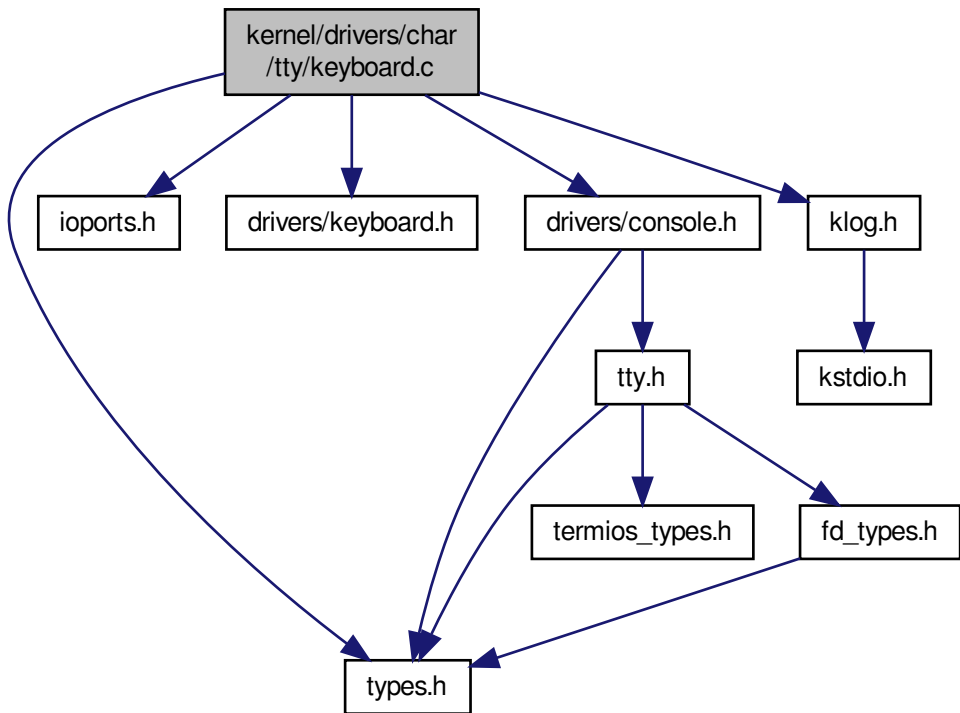 kernel/drivers/char
/tty/keyboard.c
ioports.h
drivers/keyboard.h
drivers/console.h
klog.h
tty.h
kstdio.h
termios_types.h
fd_types.h
types.h